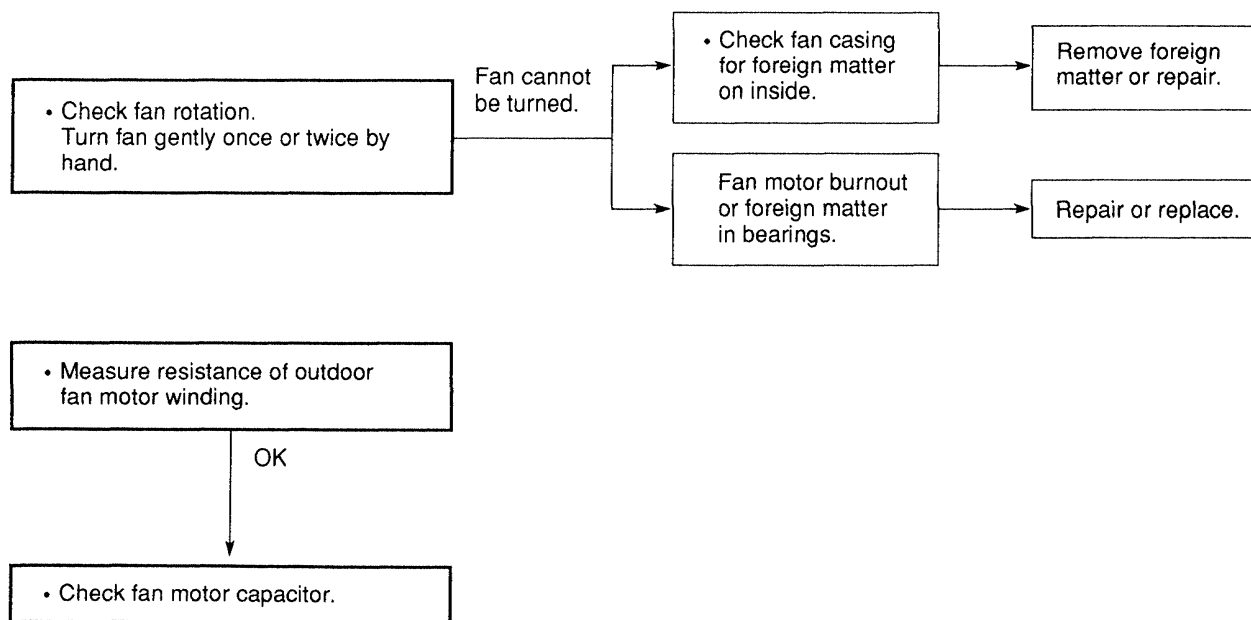 • Check fan rotation.
Turn fan gently once or twice by
hand.
Fan cannot
be turned.
• Check fan casing
for foreign matter
on inside.
Remove foreign
matter or repair.
Fan motor burnout
or foreign matter
in bearings.
Repair or replace.
• Measure resistance of outdoor
fan motor winding.
OK
• Check fan motor capacitor.